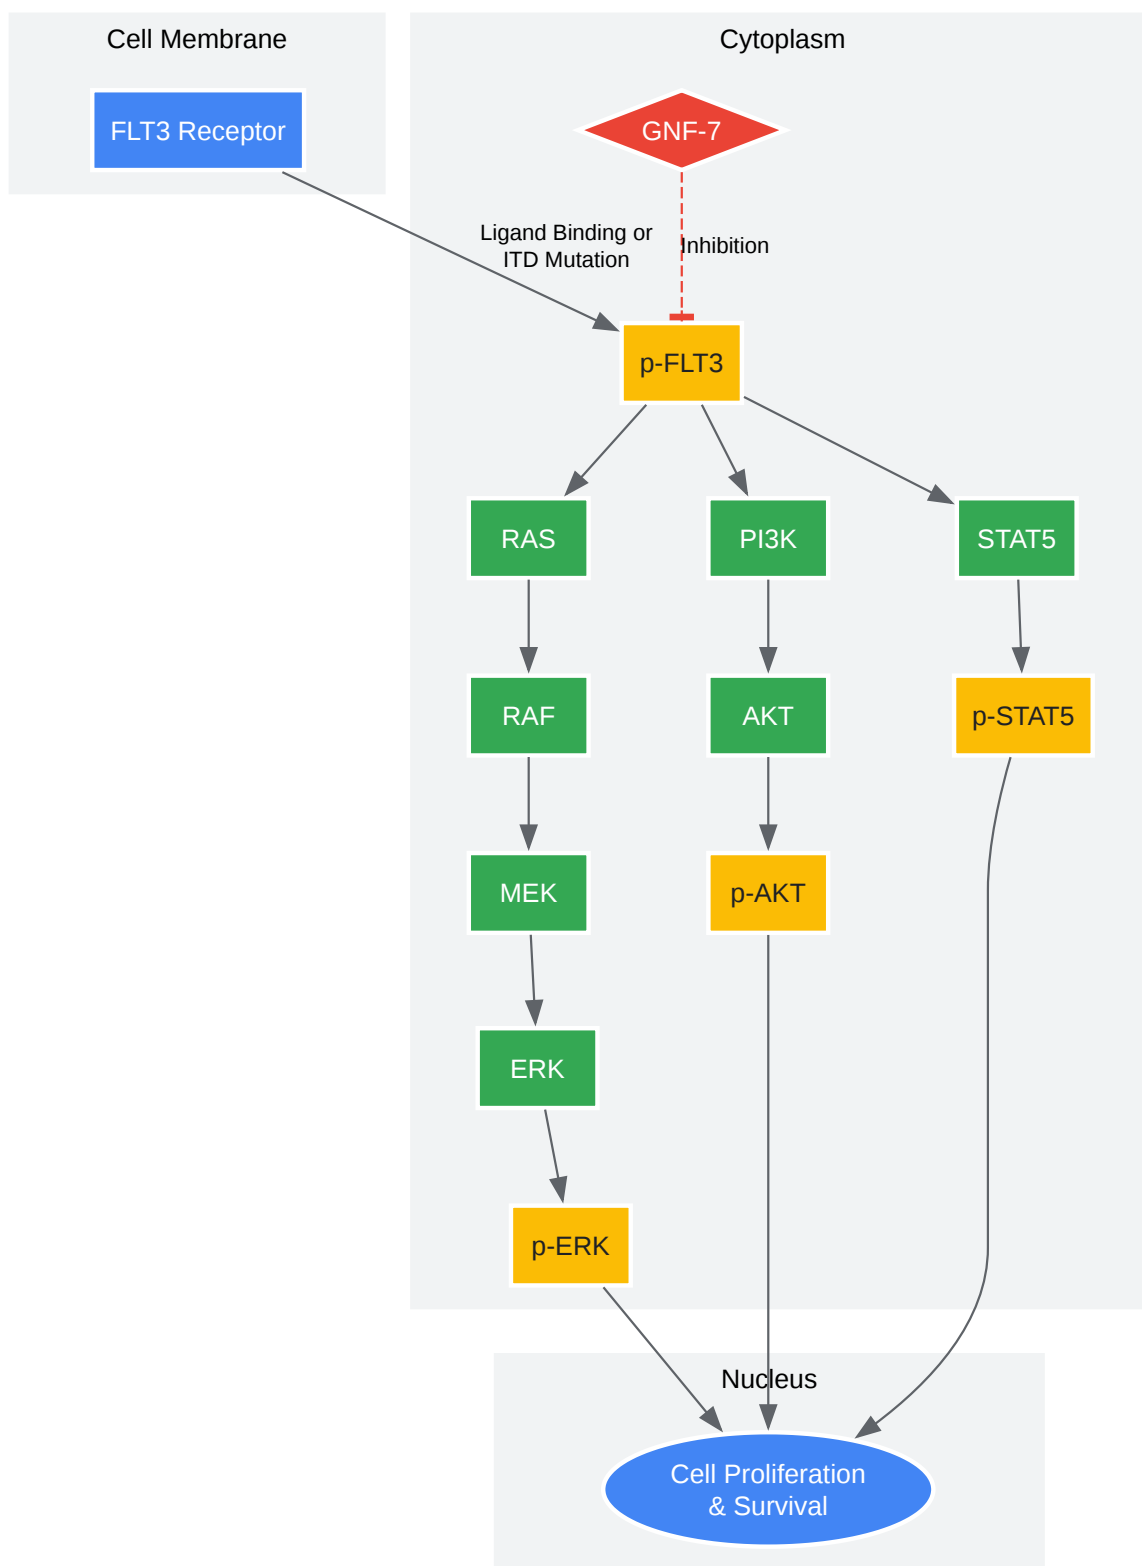 Cell Membrane
Cytoplasm
FLT3 Receptor
GNF-7
Ligand Binding or
ITD Mutation
Inhibition
p-FLT3
RAS
PI3K
STAT5
RAF
AKT
p-STAT5
MEK
p-AKT
ERK
p-ERK
Nucleus
Cell Proliferation
& Survival